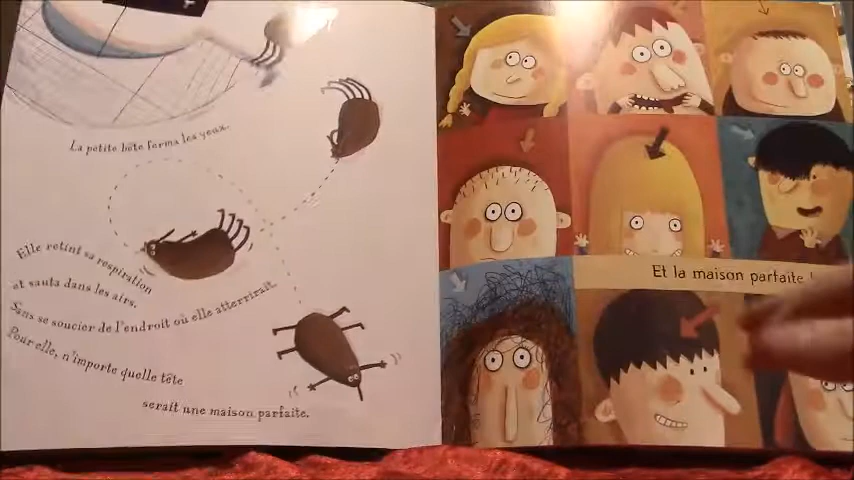 La petite bête ferma les yeux.
Elle retint sa respiration
et sauta dans les airs.
Sans se soucier de l'endroit où elle atterrirait.
Pour elle, n'importe quelle tête
serait une maison parfaite.
Et la maison parfaite